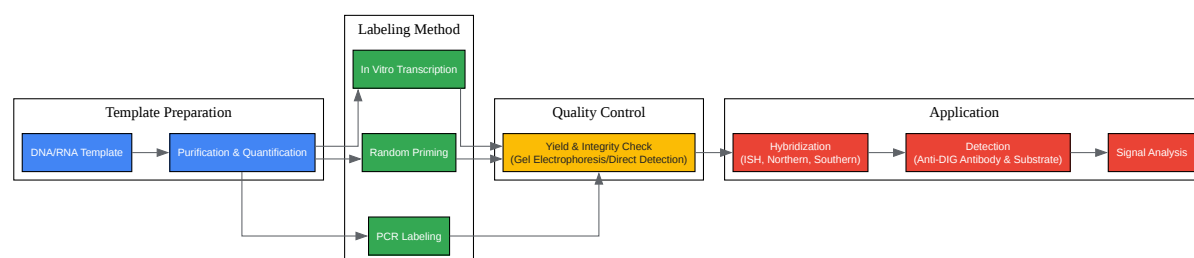 Labeling Method
In Vitro Transcription
Template Preparation
Quality Control
Application
DNA/RNA Template
Purification & Quantification
Random Priming
Yield & Integrity Check
(Gel Electrophoresis/Direct Detection)
Hybridization
(ISH, Northern, Southern)
Detection
(Anti-DIG Antibody & Substrate)
Signal Analysis
PCR Labeling